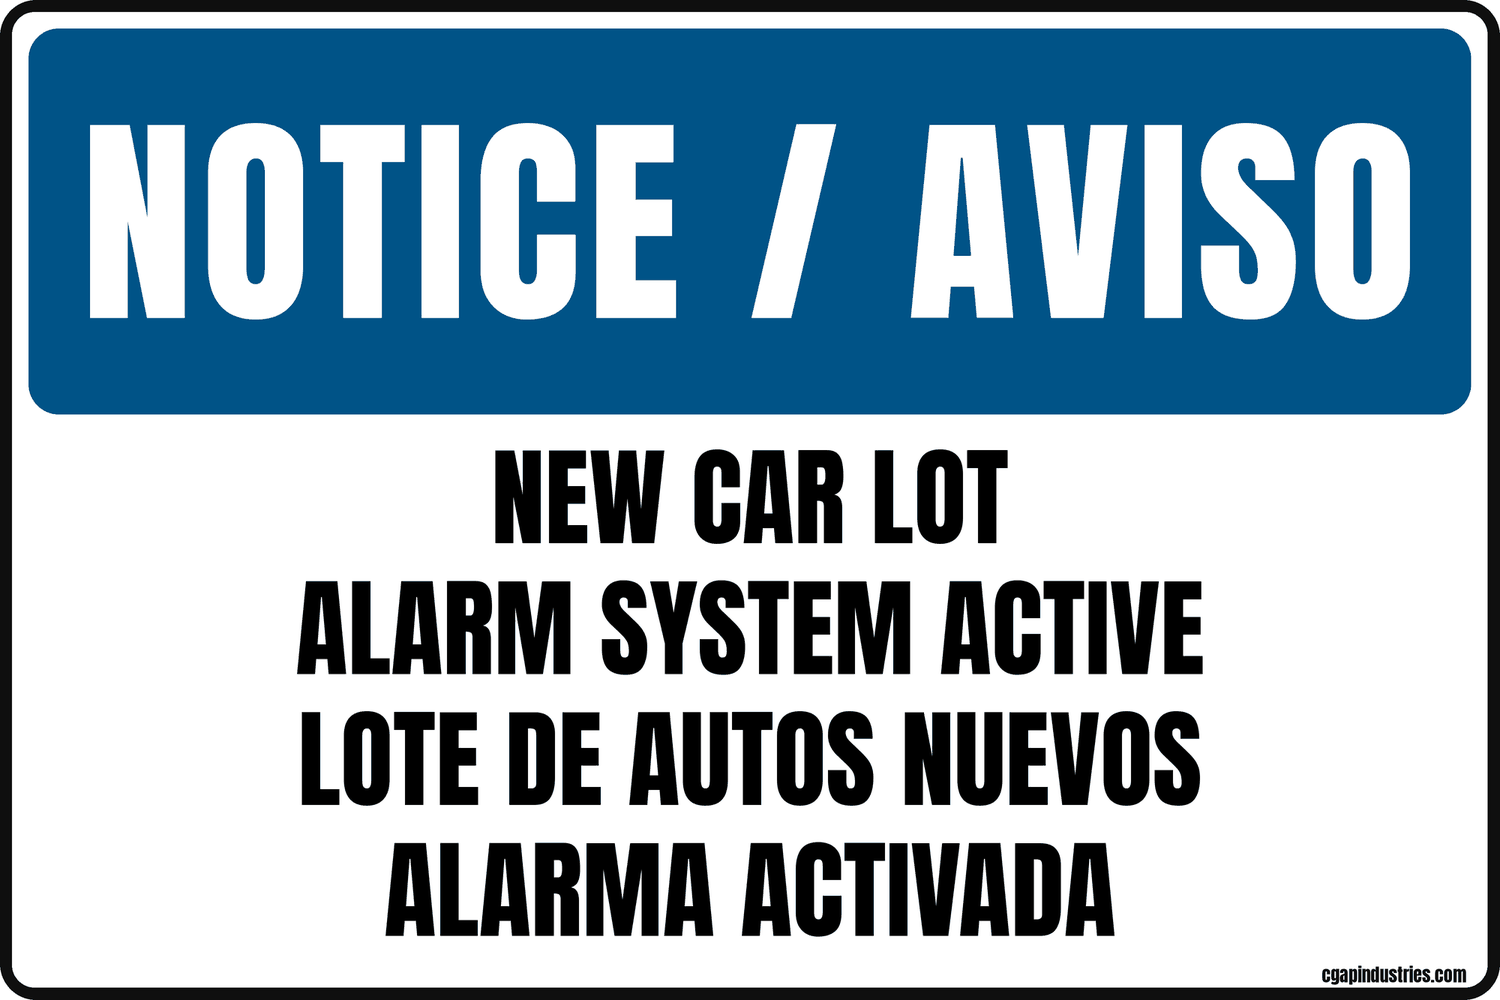 NOTICE / AVISO
NEW CAR LOT
ALARM SYSTEM ACTIVE
LOTE DE AUTOS NUEVOS
ALARMA ACTIVADA
cgapindustries.com